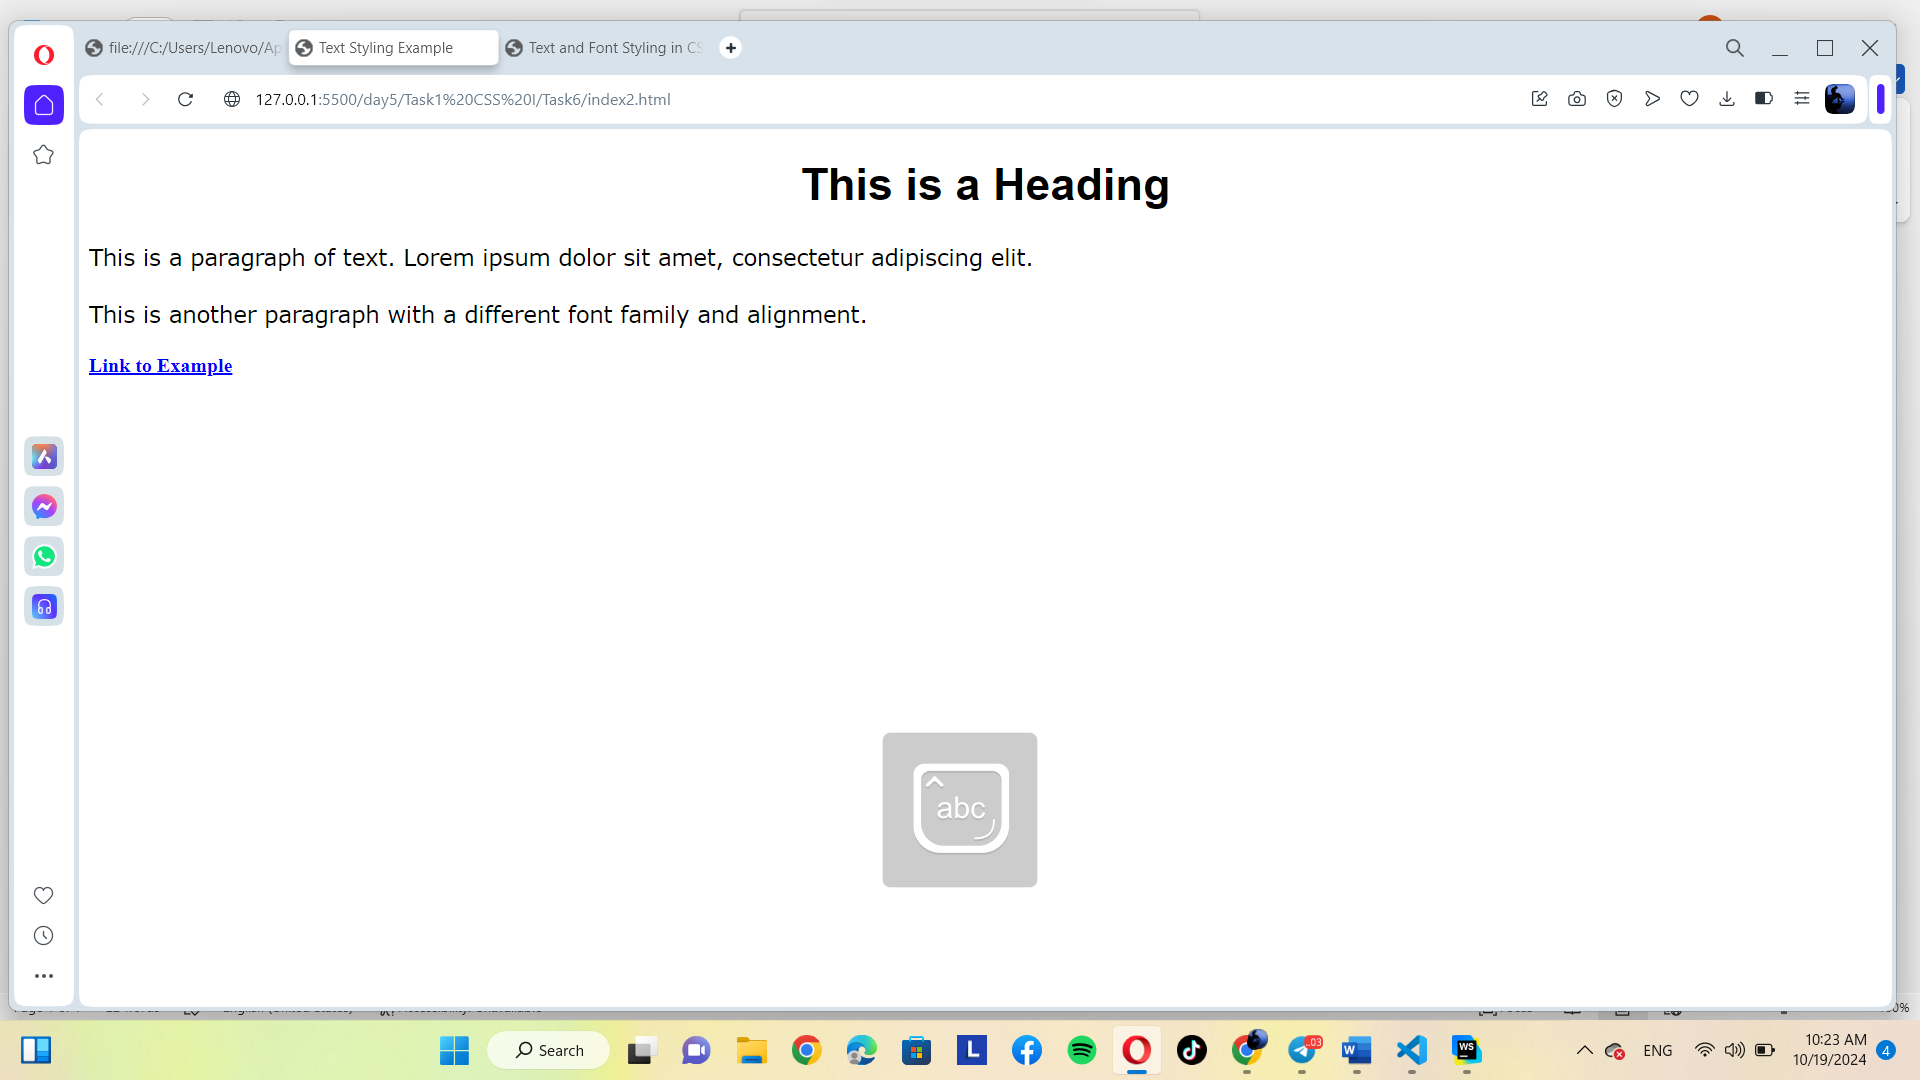 file:///C:/Users/Lenovo/Ap
Text Styling Example
Text and Font Styling in CS
127.0.0.1:5500/day5/Task1%20CSS%20I/Task6/index2.html
This is a Heading
This is a paragraph of text. Lorem ipsum dolor sit amet, consectetur adipiscing elit.
This is another paragraph with a different font family and alignment.
Link to Example
abc
Search
L
W
WS
..03
ENG
10:23 AM
10/19/2024
4